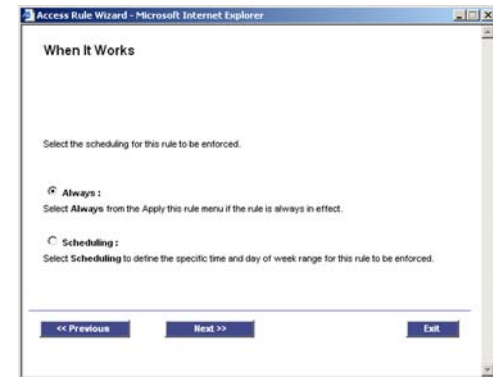 Access Rule Wizard - Microsoft Internet Explorer
When It Works
Select the scheduling for this rule to be enforced.
Always :
Select Always from the Apply this rule menu if the rule is always in effect.
Scheduling :
Select Scheduling to define the specific time and day of week range for this rule to be enforced.
<< Previous Next >> Exit